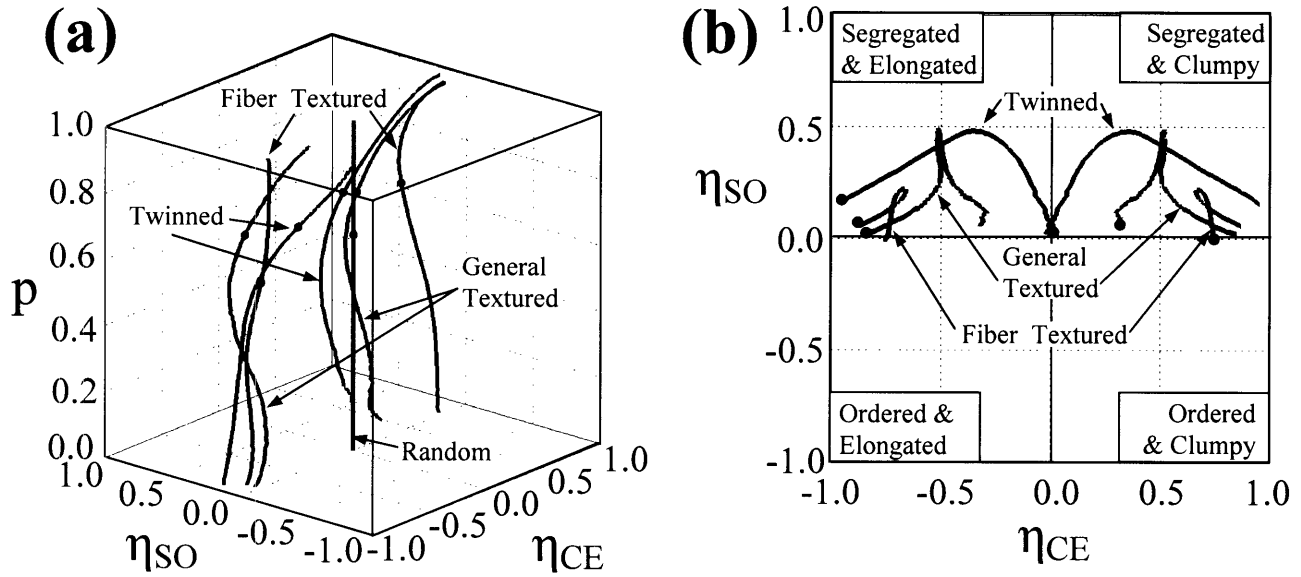 (a)
Fiber Textured
1.0
0.8
Twinned
0.6
General
Textured
p
0.4
0.2
0.0
Random
1.0
0.5
0.0
-0.5
-1.0
-1.0
-0.5
0.0
0.5
1.0
ηSO
ηCE
(b)
1.0
Segregated
& Elongated
Segregated
& Clumpy
Twinned
0.5
ηSO
0.0
General
Textured
Fiber Textured
-0.5
Ordered &
Elongated
Ordered
& Clumpy
-1.0
-1.0
-0.5
0.0
0.5
1.0
ηCE